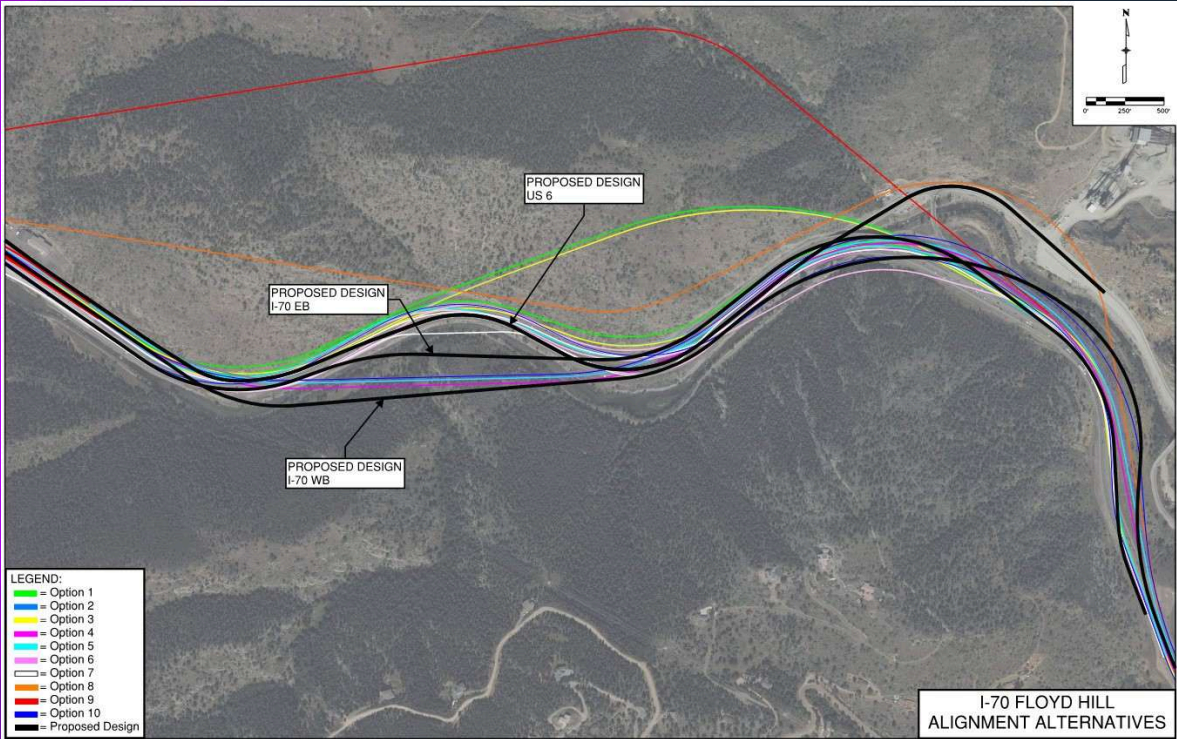 N
0' 250' 500'
PROPOSED DESIGN
US 6
PROPOSED DESIGN
I-70 EB
PROPOSED DESIGN
I-70 WB
LEGEND:
= Option 1
= Option 2
= Option 3
= Option 4
= Option 5
= Option 6
= Option 7
= Option 8
= Option 9
= Option 10
= Proposed Design
I-70 FLOYD HILL
ALIGNMENT ALTERNATIVES